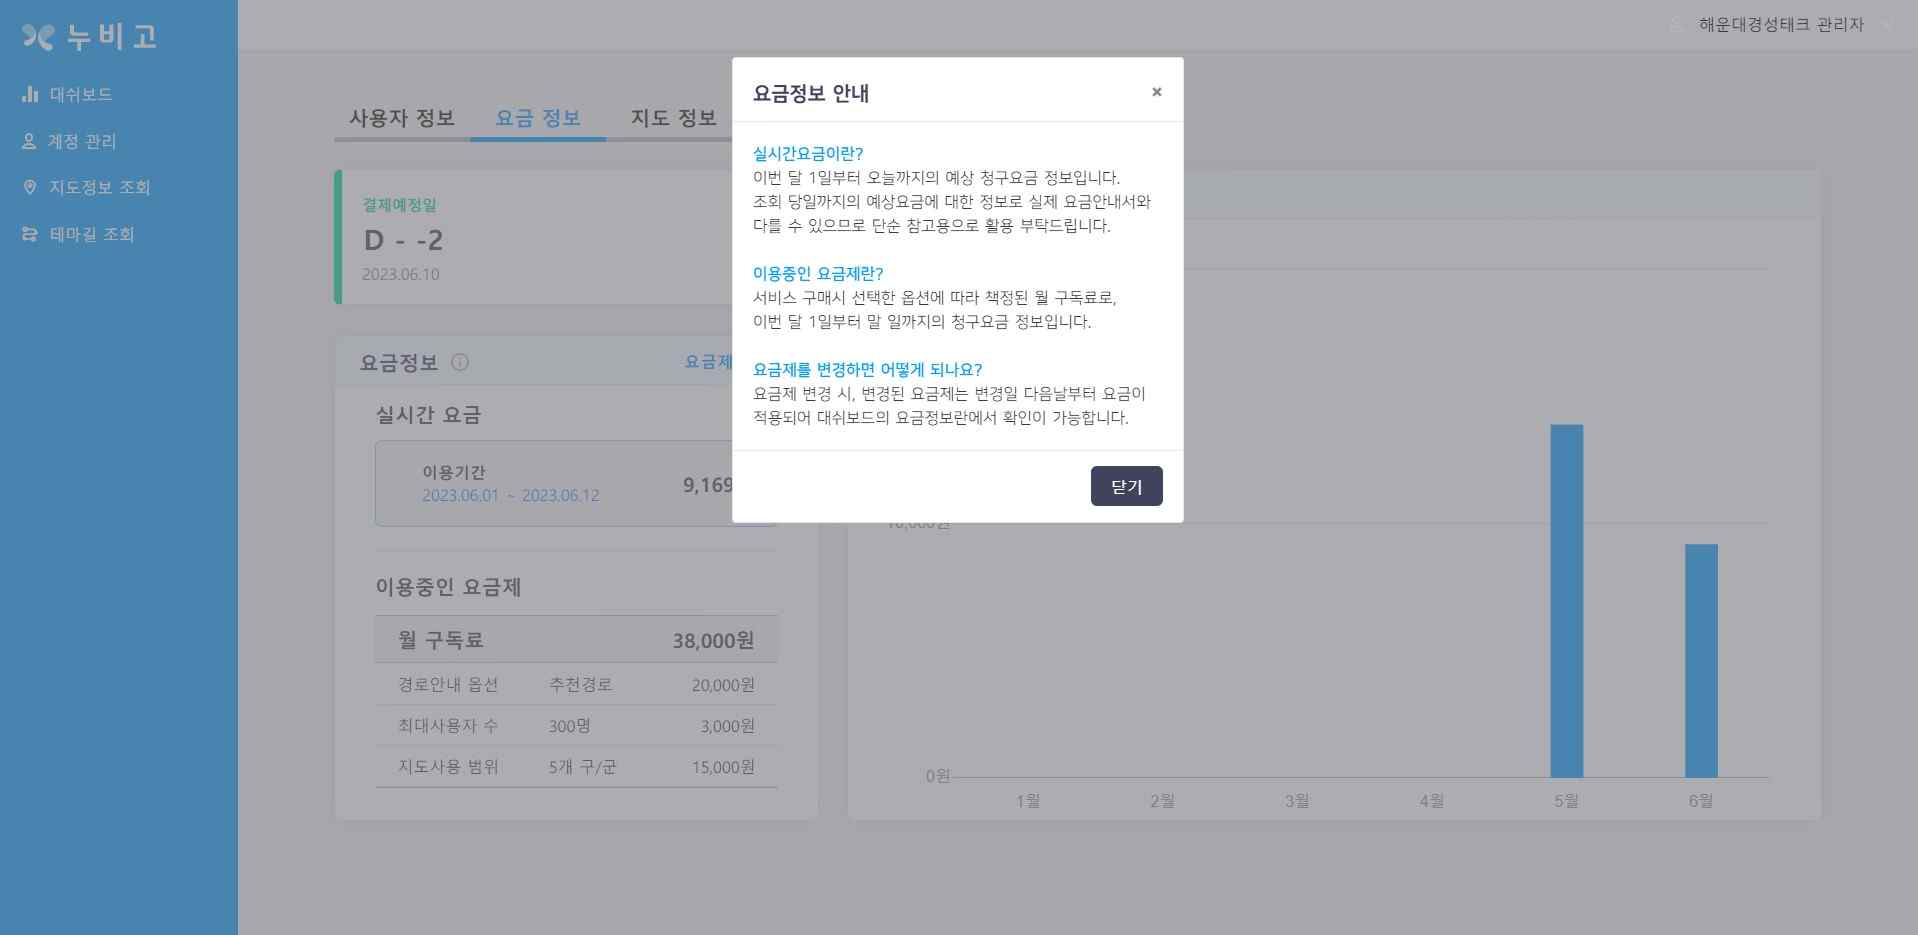 누비고
대쉬보드
계정 관리
지도정보 조회
테마길 조회
해운대경성태크 관리자
사용자 정보
요금 정보
지도 정보
결제예정일
D - -2
2023.06.10
요금정보
요금제
실시간 요금
이용기간
2023.06.01 ~ 2023.06.12
9,169
이용중인 요금제
월 구독료 38,000원
경로안내 옵션 추천경로 20,000원
최대사용자 수 300명 3,000원
지도사용 범위 5개 구/군 15,000원
요금정보 안내 ×
실시간요금이란?
이번 달 1일부터 오늘까지의 예상 청구요금 정보입니다.
조회 당일까지의 예상요금에 대한 정보로 실제 요금안내서와
다를 수 있으므로 단순 참고용으로 활용 부탁드립니다.
이용중인 요금제란?
서비스 구매시 선택한 옵션에 따라 책정된 월 구독료로,
이번 달 1일부터 말 일까지의 청구요금 정보입니다.
요금제를 변경하면 어떻게 되나요?
요금제 변경 시, 변경된 요금제는 변경일 다음날부터 요금이
적용되어 대쉬보드의 요금정보란에서 확인이 가능합니다.
닫기
10,000원
0원
1월 2월 3월 4월 5월 6월